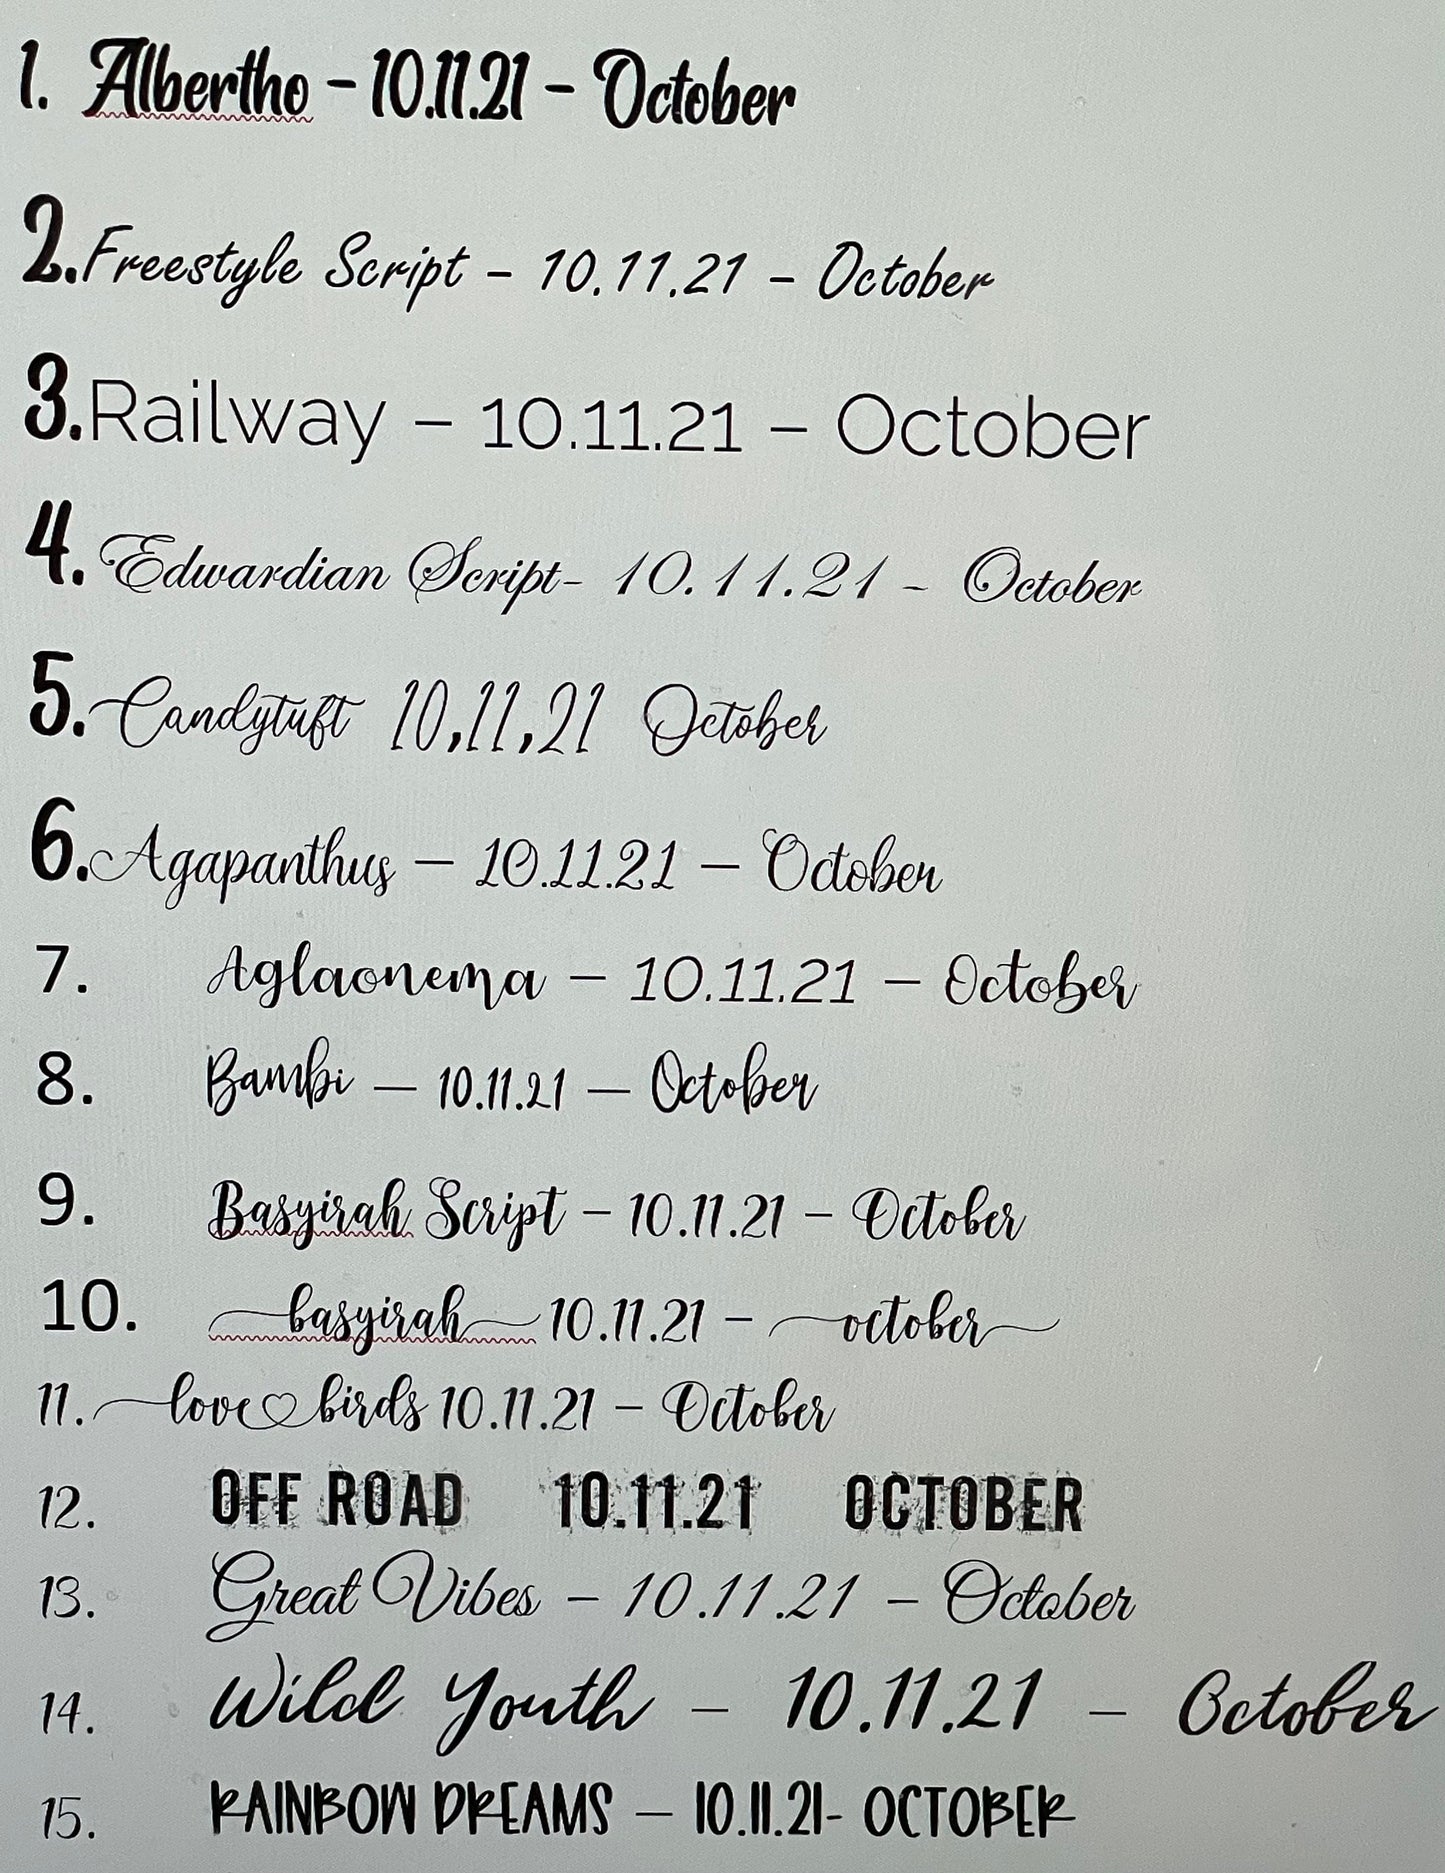 1. Albertho - 10.11.21 - October
2. Freestyle Script - 10.11.21 - October
3. Railway – 10.11.21 – October
4. Edwardian Script- 10.11.21 - October
5. Candytuft 10,11,21 October
6. Agapanthus – 10.11.21 – October
7. Aglaonema – 10.11.21 – October
8. Bambi – 10.11.21 – October
9. Basyirah Script – 10.11.21 – October
10. basyirah 10.11.21 – october
11. love♡birds 10.11.21 – October
12. OFF ROAD 10.11.21 OCTOBER
13. Great Vibes – 10.11.21 – October
14. Wild Youth – 10.11.21 – October
15. RAINBOW DREAMS – 10.11.21- OCTOBER